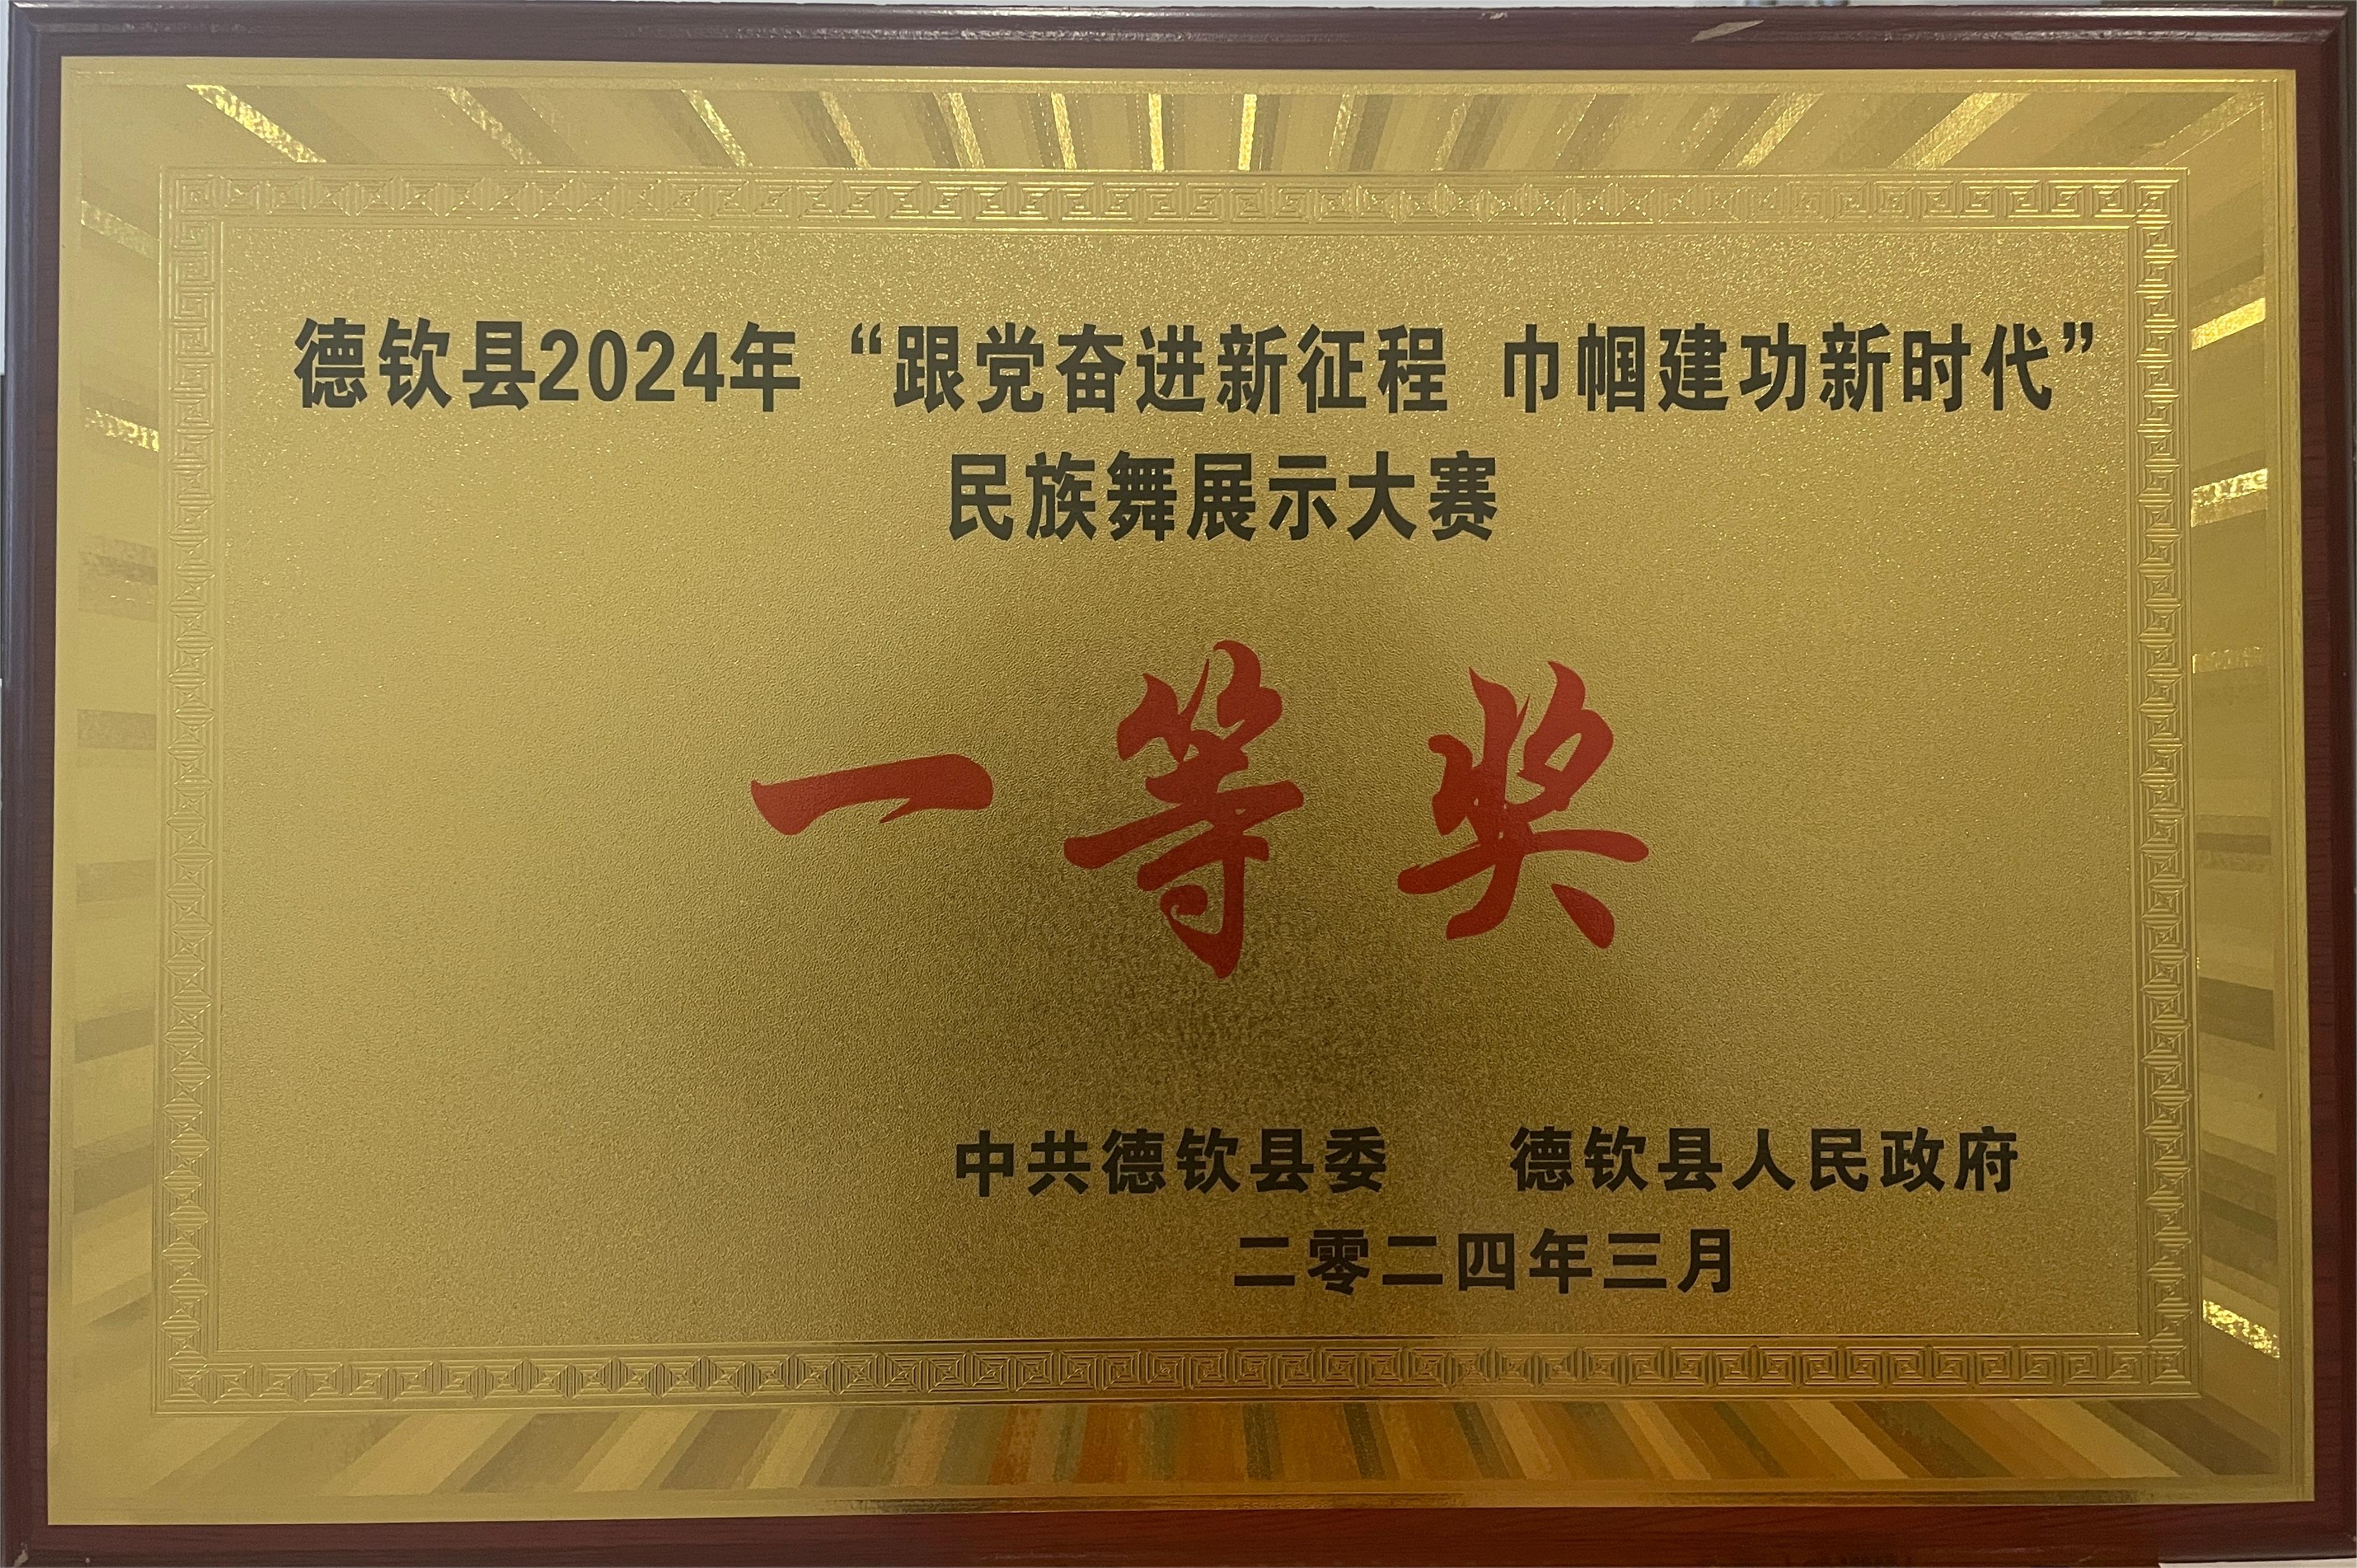 德钦县2024年“跟党奋进新征程 巾帼建功新时代”
民族舞展示大赛
一等奖
中共德钦县委 德钦县人民政府
二零二四年三月